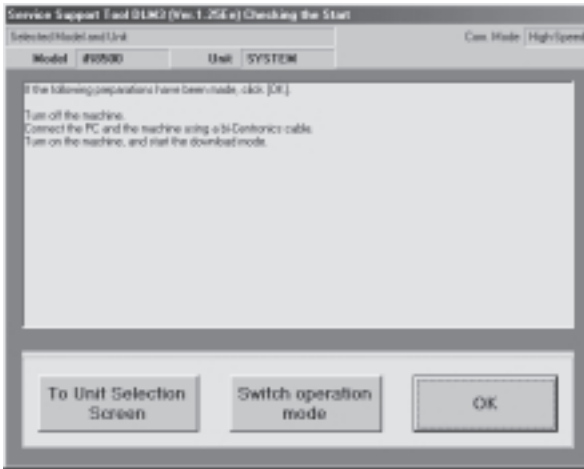 Service Support Tool DLM2 (Ver.1.25Ee) Checking the Start
Selected Model and Unit
Com. Mode High Speed
Model iR8500 Unit SYSTEM
If the following preparations have been made, click [OK].
Turn off the machine.
Connect the PC and the machine using a bi-Centronics cable.
Turn on the machine, and start the download mode.
To Unit Selection
Screen
Switch operation
mode
OK